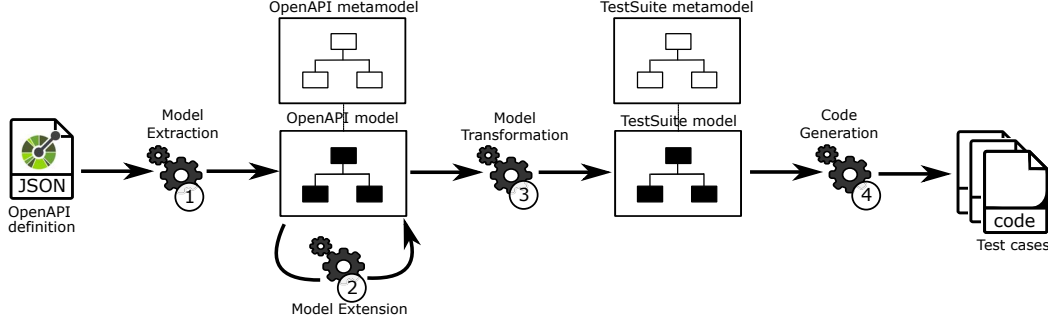 OpenAPI metamodel
TestSuite metamodel
Model
Extraction
OpenAPI model
Model
Transformation
TestSuite model
Code
Generation
JSON
1
3
4
code
OpenAPI
definition
Test cases
2
Model Extension